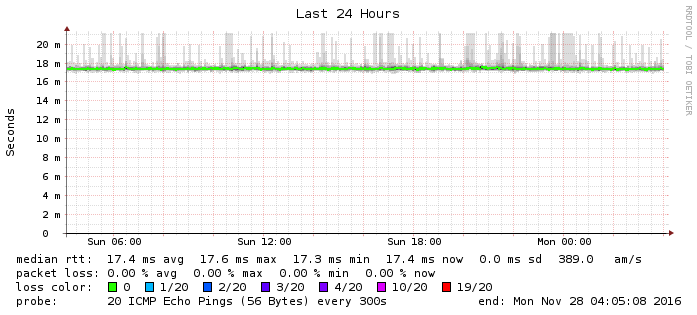 Last 24 Hours
RRDTOOL / TOBI OETIKER
Seconds
20 m
18 m
16 m
14 m
12 m
10 m
8 m
6 m
4 m
2 m
0
Sun 06:00 Sun 12:00 Sun 18:00 Mon 00:00
median rtt: 17.4 ms avg 17.6 ms max 17.3 ms min 17.4 ms now 0.0 ms sd 389.0 am/s
packet loss: 0.00 % avg 0.00 % max 0.00 % min 0.00 % now
loss color: 0 1/20 2/20 3/20 4/20 10/20 19/20
probe: 20 ICMP Echo Pings (56 Bytes) every 300s end: Mon Nov 28 04:05:08 2016